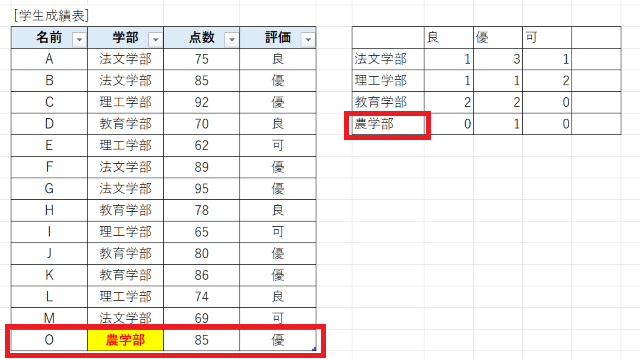 [学生成績表]
名前 学部 点数 評価
A 法文学部 75 良
B 法文学部 85 優
C 理工学部 92 優
D 教育学部 70 良
E 理工学部 62 可
F 法文学部 89 優
G 法文学部 95 優
H 教育学部 78 良
I 理工学部 65 可
J 教育学部 80 優
K 教育学部 86 優
L 理工学部 74 良
M 法文学部 69 可
O 農学部 85 優
良 優 可
法文学部 1 3 1
理工学部 1 1 2
教育学部 2 2 0
農学部 0 1 0